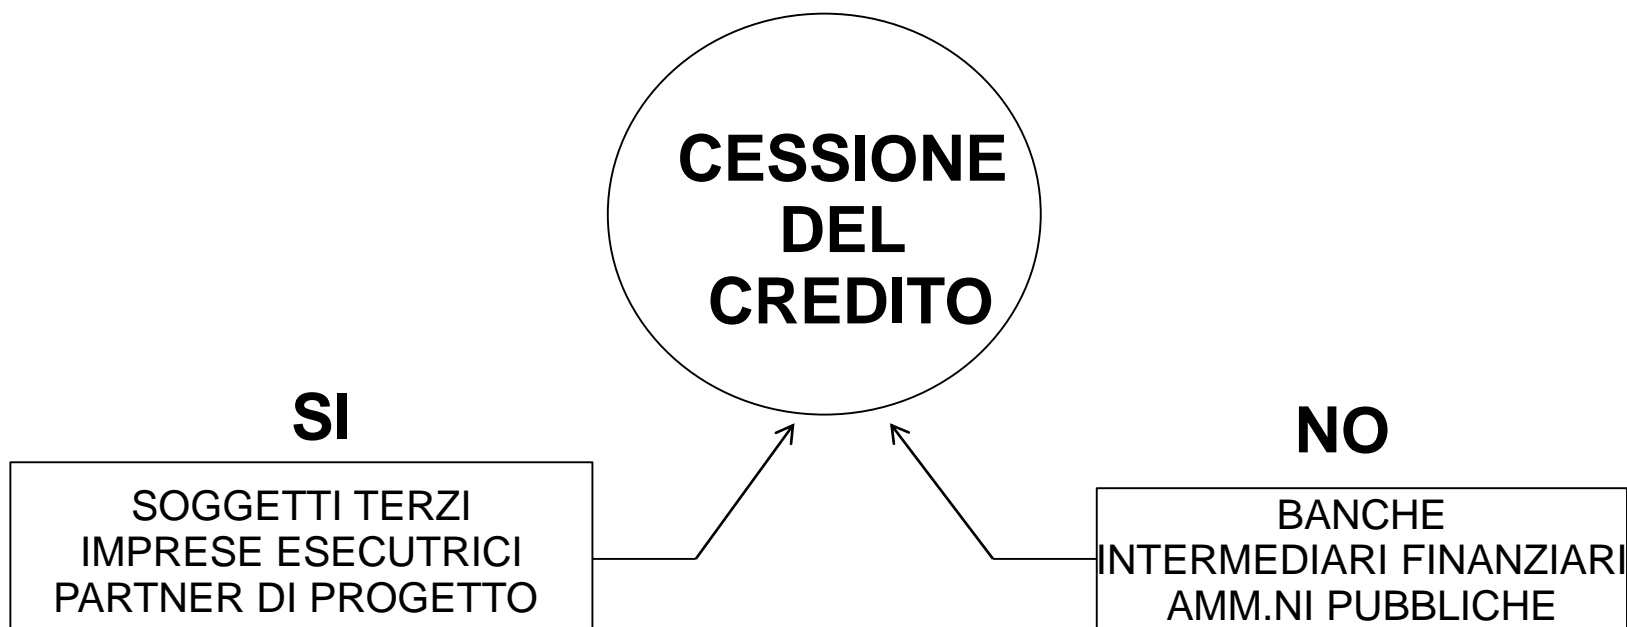 CESSIONE
DEL
CREDITO
SI
SOGGETTI TERZI
IMPRESE ESECUTRICI
PARTNER DI PROGETTO
NO
BANCHE
INTERMEDIARI FINANZIARI
AMM.NI PUBBLICHE